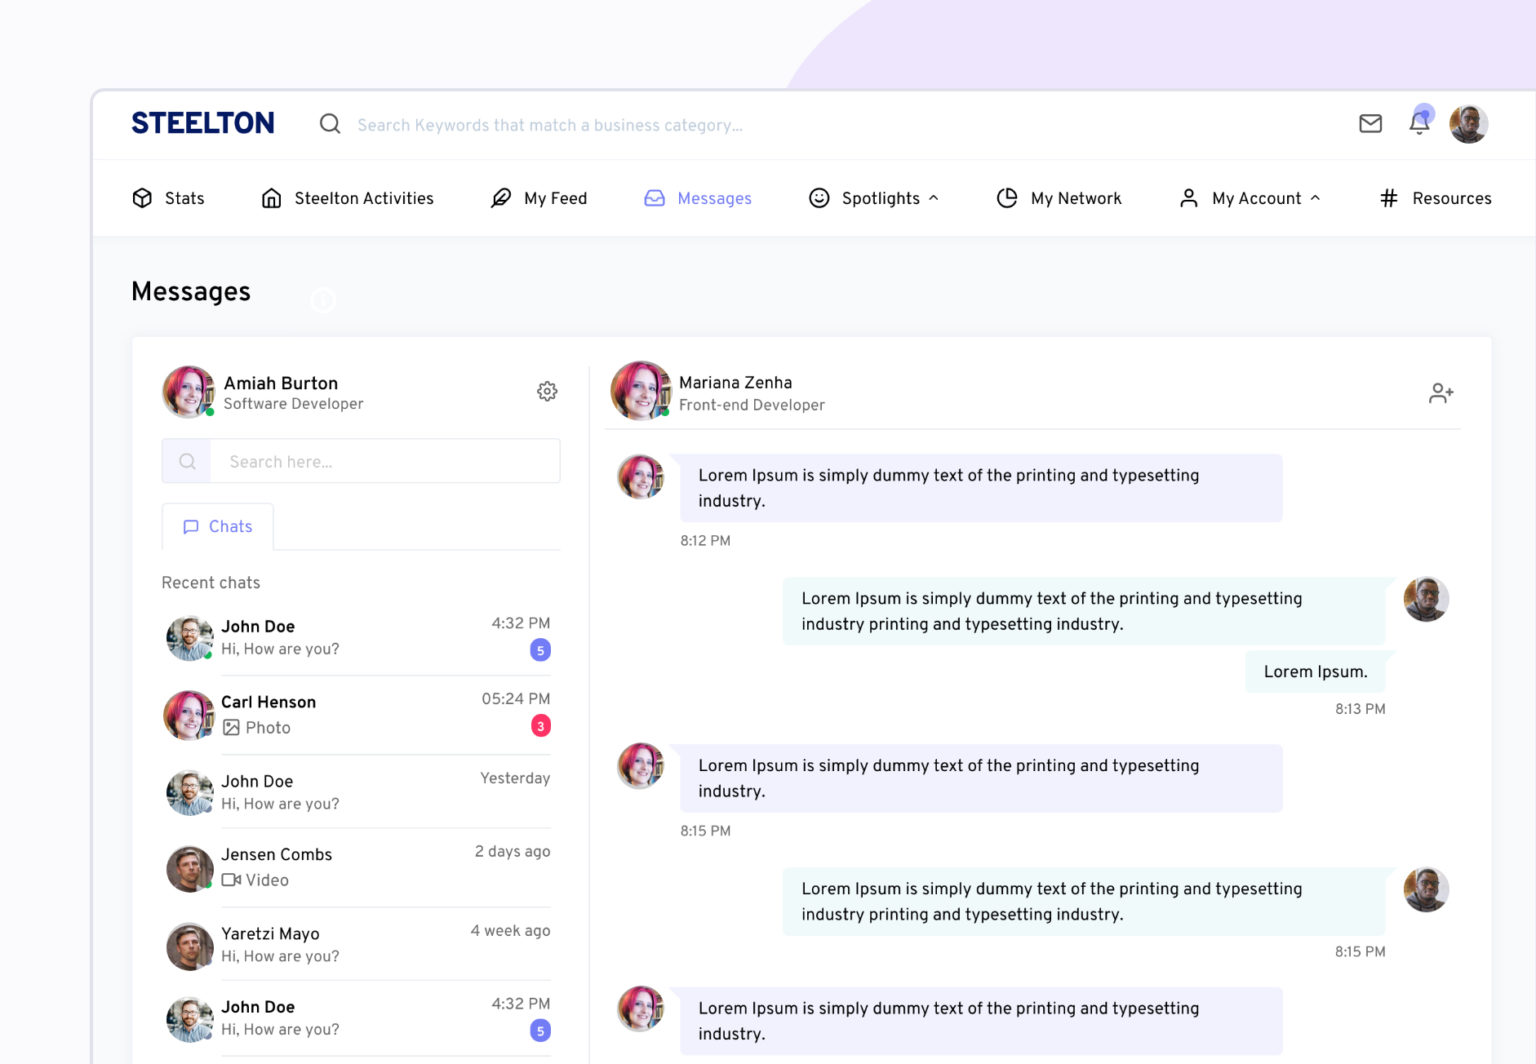 STEELTON
Search Keywords that match a business category...
Stats
Steelton Activities
My Feed
Messages
Spotlights
My Network
My Account
Resources
Messages
Amiah Burton
Software Developer
Search here...
Chats
Recent chats
John Doe
4:32 PM
Hi, How are you?
5
Carl Henson
05:24 PM
Photo
3
John Doe
Yesterday
Hi, How are you?
Jensen Combs
2 days ago
Video
Yaretzi Mayo
4 week ago
Hi, How are you?
John Doe
4:32 PM
Hi, How are you?
5
Mariana Zenha
Front-end Developer
Lorem Ipsum is simply dummy text of the printing and typesetting
industry.
8:12 PM
Lorem Ipsum is simply dummy text of the printing and typesetting
industry printing and typesetting industry.
Lorem Ipsum.
8:13 PM
Lorem Ipsum is simply dummy text of the printing and typesetting
industry.
8:15 PM
Lorem Ipsum is simply dummy text of the printing and typesetting
industry printing and typesetting industry.
8:15 PM
Lorem Ipsum is simply dummy text of the printing and typesetting
industry.